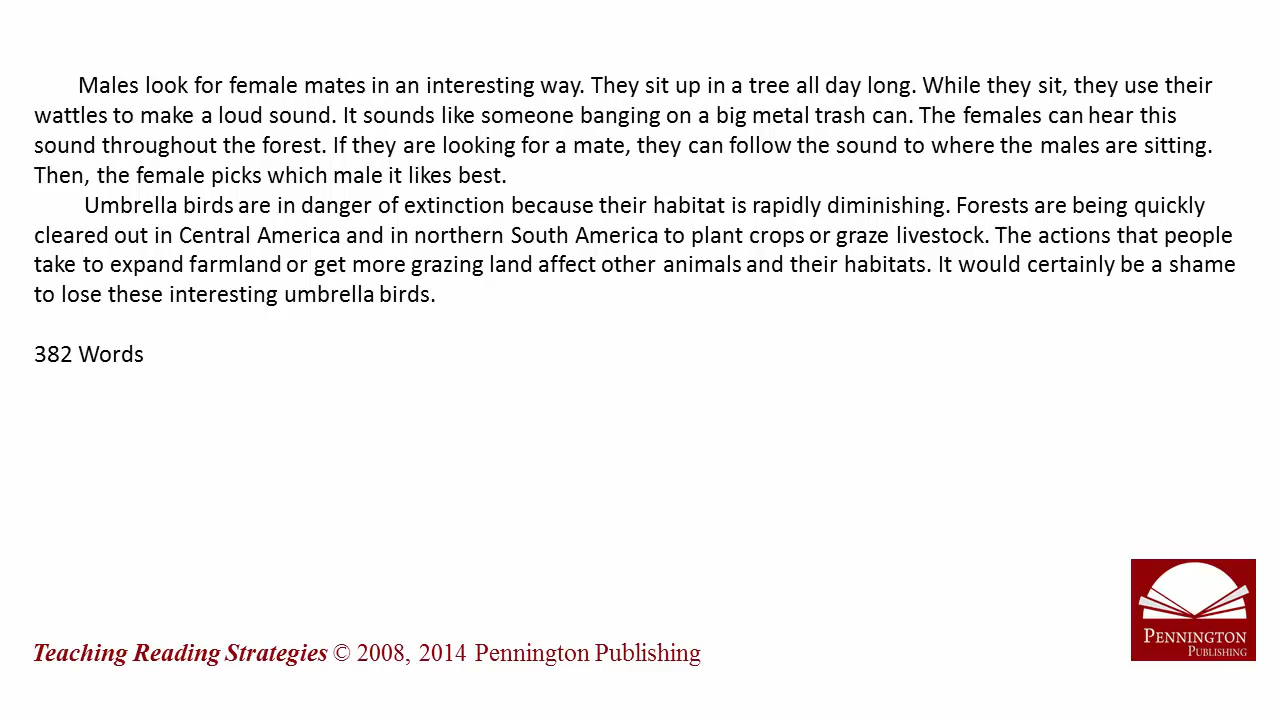 Males look for female mates in an interesting way. They sit up in a tree all day long. While they sit, they use their
wattles to make a loud sound. It sounds like someone banging on a big metal trash can. The females can hear this
sound throughout the forest. If they are looking for a mate, they can follow the sound to where the males are sitting.
Then, the female picks which male it likes best.
Umbrella birds are in danger of extinction because their habitat is rapidly diminishing. Forests are being quickly
cleared out in Central America and in northern South America to plant crops or graze livestock. The actions that people
take to expand farmland or get more grazing land affect other animals and their habitats. It would certainly be a shame
to lose these interesting umbrella birds.
382 Words
Teaching Reading Strategies © 2008, 2014 Pennington Publishing
PENNINGTON
PUBLISHING